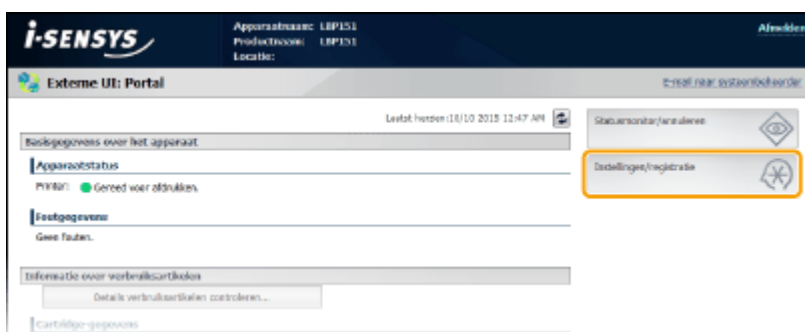 i-SENSYS
Apparaatnaam: LBP151
Productnaam: LBP151
Locatie:
Afmelden
Externe UI: Portal
E-mail naar systeembeheerder
Laatst herzien: 10/10 2015 12:47 AM
Basisgegevens over het apparaat
Apparaatstatus
Printer: Gereed voor afdrukken.
Foutgegevens
Geen fouten.
Informatie over verbruiksartikelen
Details verbruiksartikelen controleren...
Cartridge-gegevens
Statusmonitor/annuleren
Instellingen/registratie